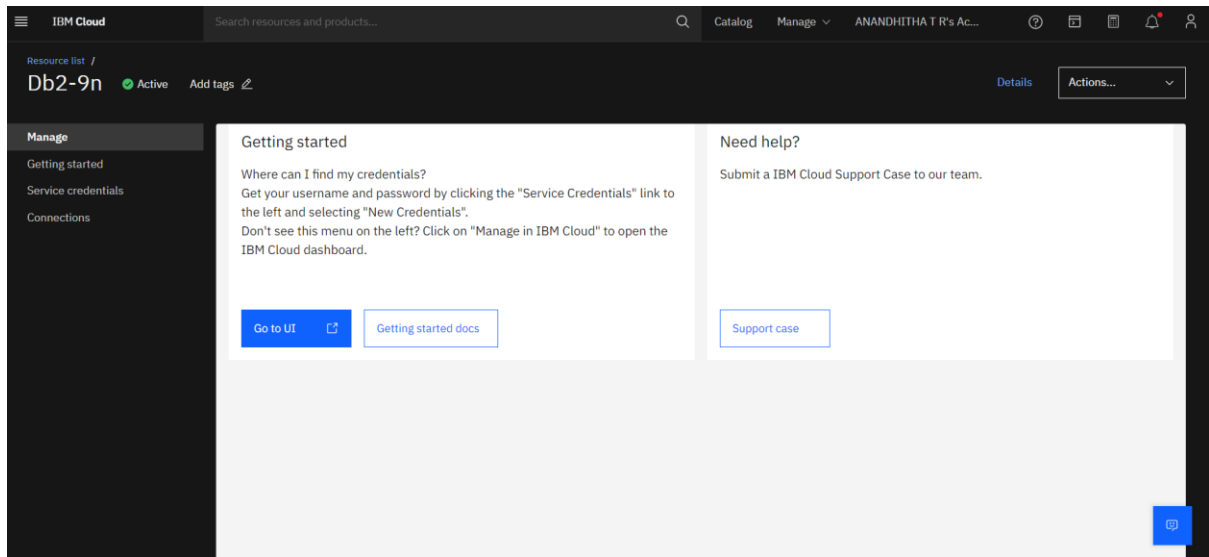 IBM Cloud
Search resources and products...
Catalog
Manage
ANANDHITHA T R's Ac...
Resource list /
Db2-9n
Active
Add tags
Details
Actions...
Manage
Getting started
Service credentials
Connections
Getting started
Where can I find my credentials?
Get your username and password by clicking the "Service Credentials" link to
the left and selecting "New Credentials".
Don't see this menu on the left? Click on "Manage in IBM Cloud" to open the
IBM Cloud dashboard.
Go to UI
Getting started docs
Need help?
Submit a IBM Cloud Support Case to our team.
Support case